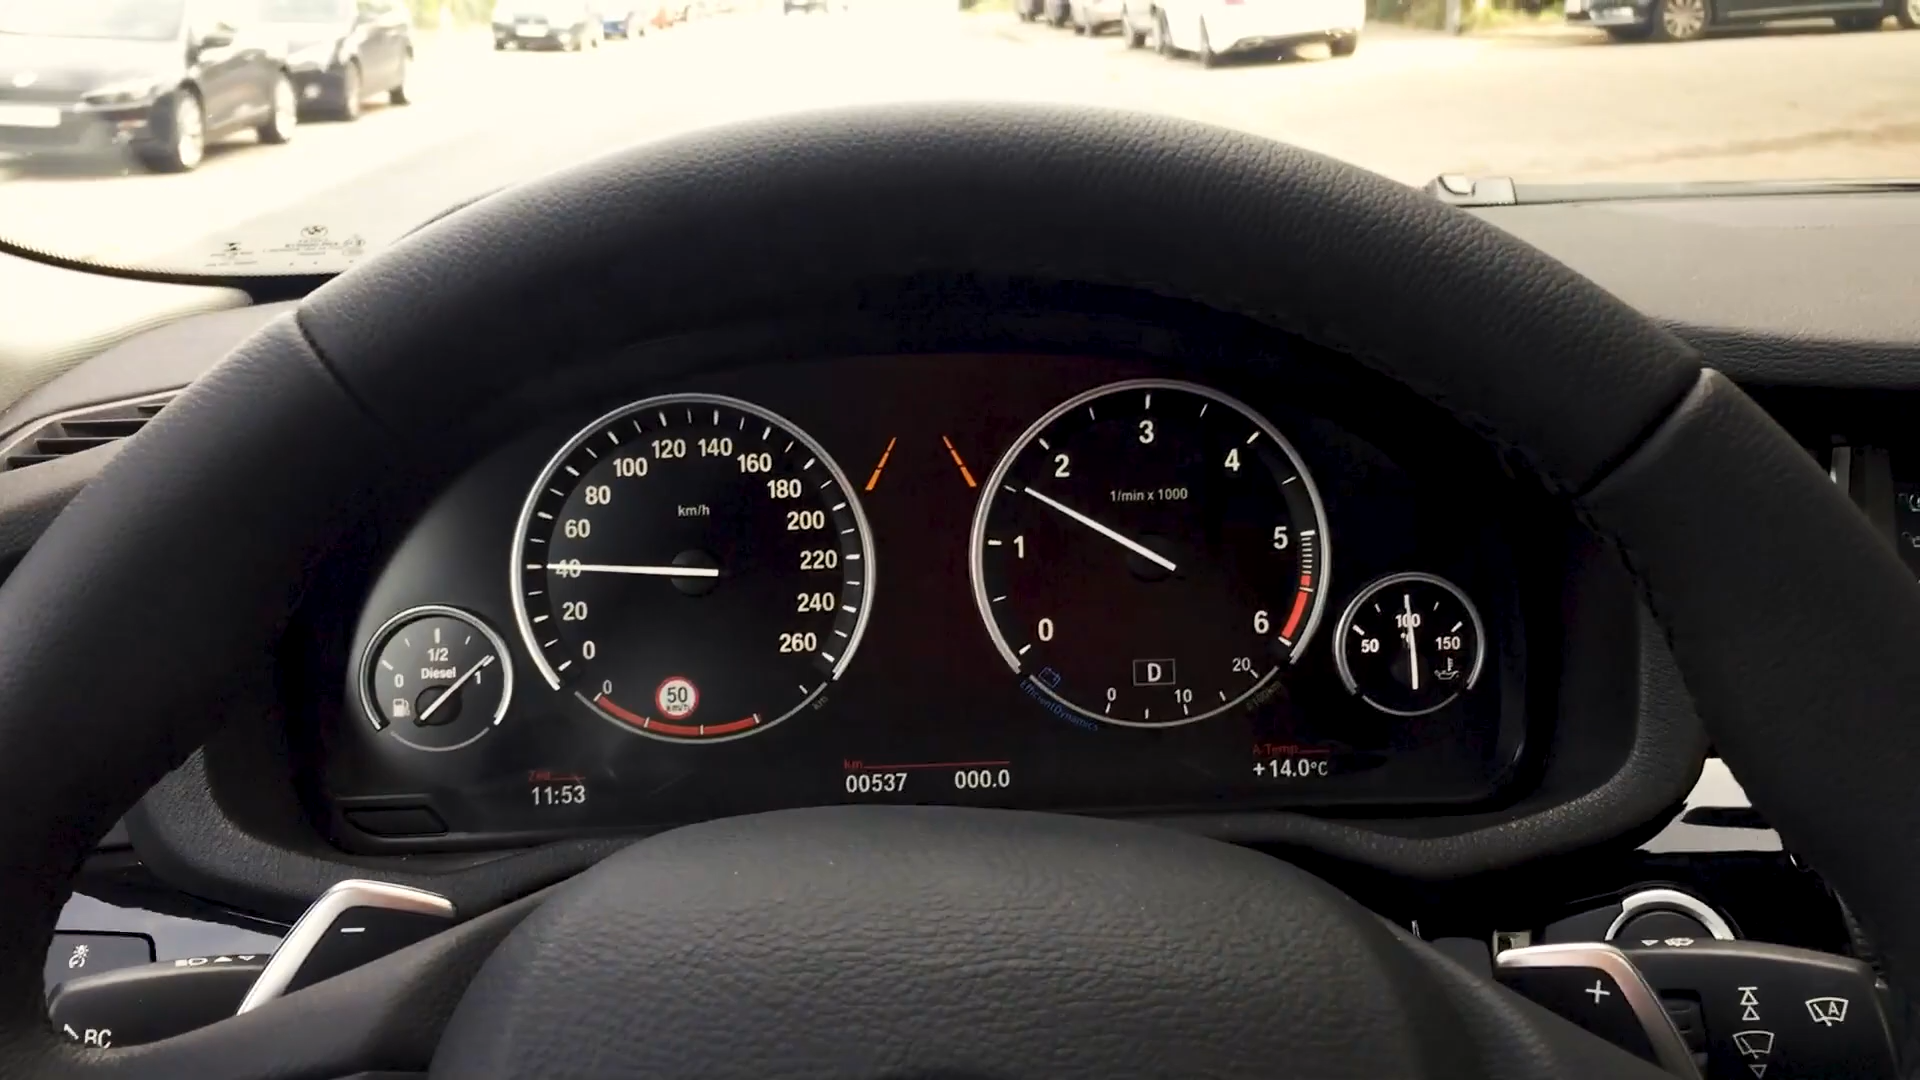 120 140
100 160
80 180
km/h
60 200
40 220
20 240
0 260
50
km/h
0
km
1/2
Diesel
0 1
3
2 4
1/min x 1000
1 5
0 6
D
0 10 20
EfficientDynamics
100
50 150
11:53
km
00537 000.0
A-Temp.
+14.0°C
−
BC
+
A